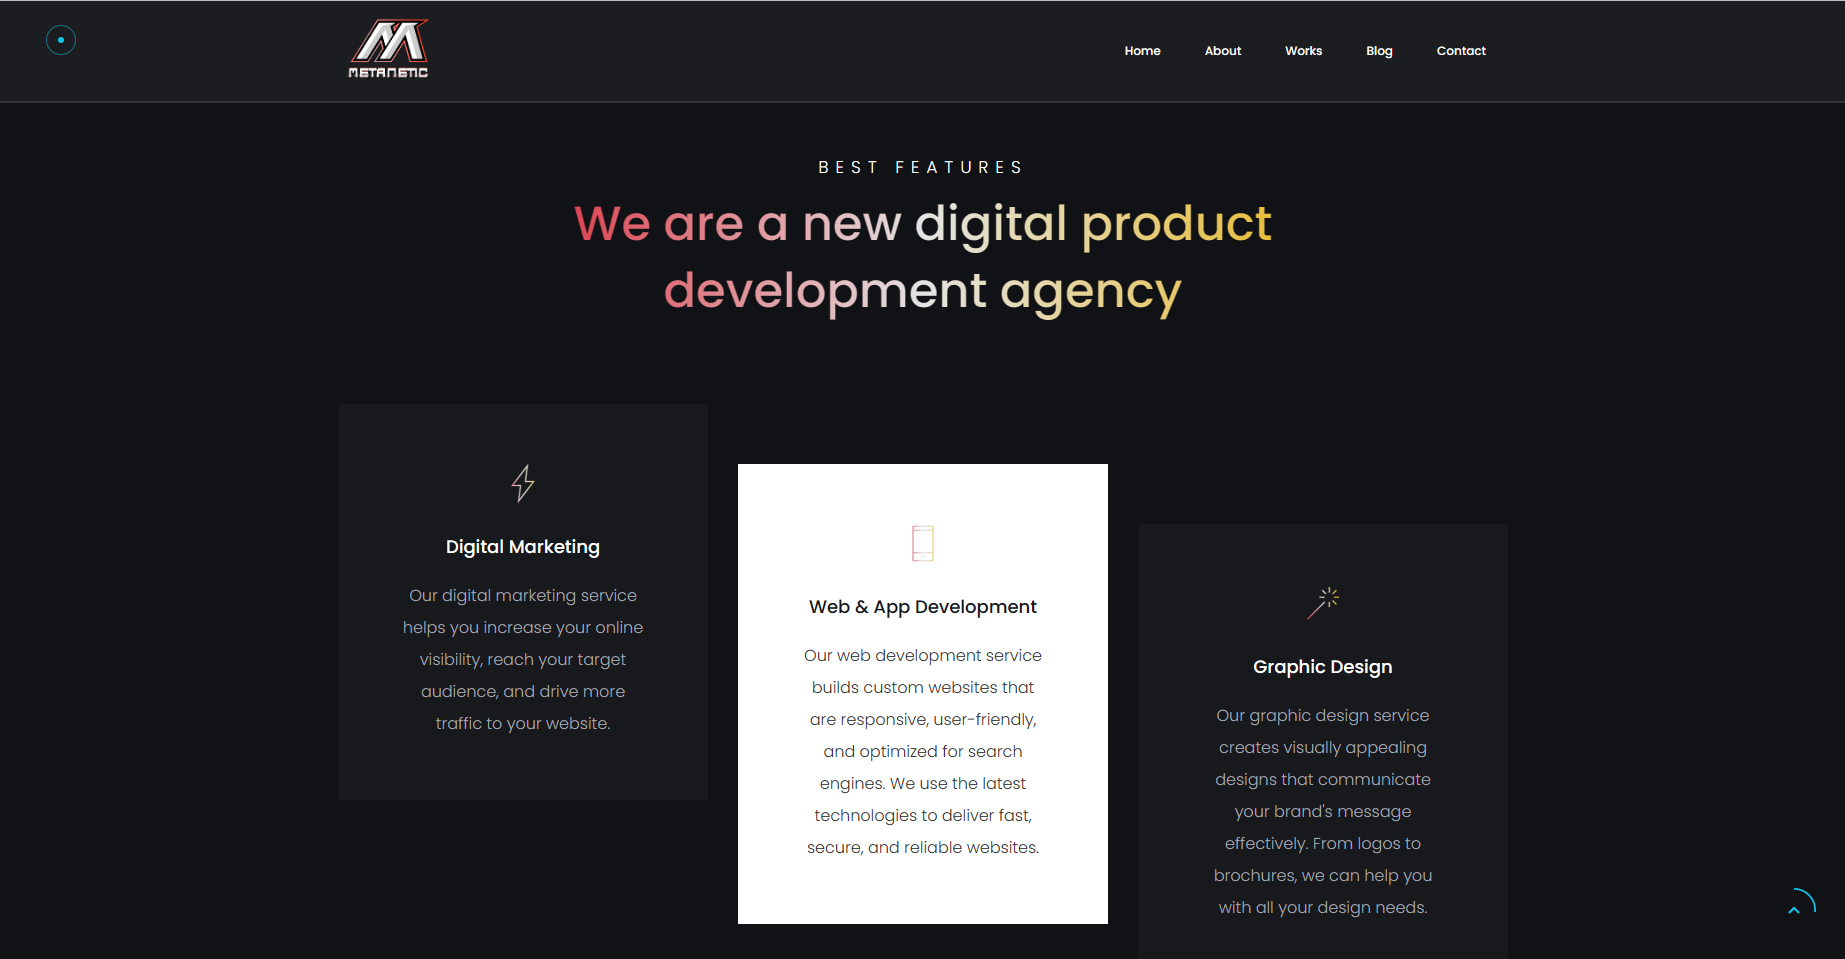 METANETIC
Home
About
Works
Blog
Contact
BEST FEATURES
We are a new digital product
development agency
Digital Marketing
Our digital marketing service
helps you increase your online
visibility, reach your target
audience, and drive more
traffic to your website.
Web & App Development
Our web development service
builds custom websites that
are responsive, user-friendly,
and optimized for search
engines. We use the latest
technologies to deliver fast,
secure, and reliable websites.
Graphic Design
Our graphic design service
creates visually appealing
designs that communicate
your brand's message
effectively. From logos to
brochures, we can help you
with all your design needs.